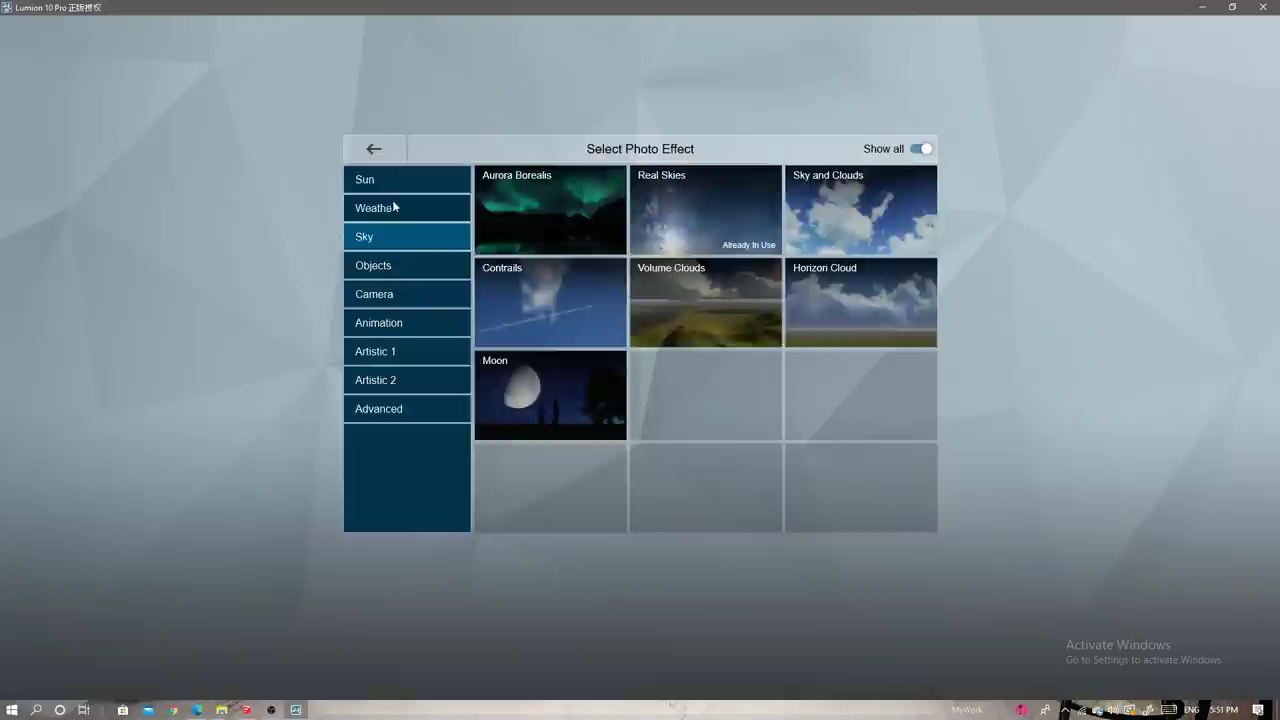 Lumion 10 Pro 正版授权
Select Photo Effect
Show all
Sun
Weathe
Sky
Objects
Camera
Animation
Artistic 1
Artistic 2
Advanced
Aurora Borealis
Real Skies
Already In Use
Sky and Clouds
Contrails
Volume Clouds
Horizon Cloud
Moon
Activate Windows
Go to Settings to activate Windows.
MyWork
ENG
5:51 PM